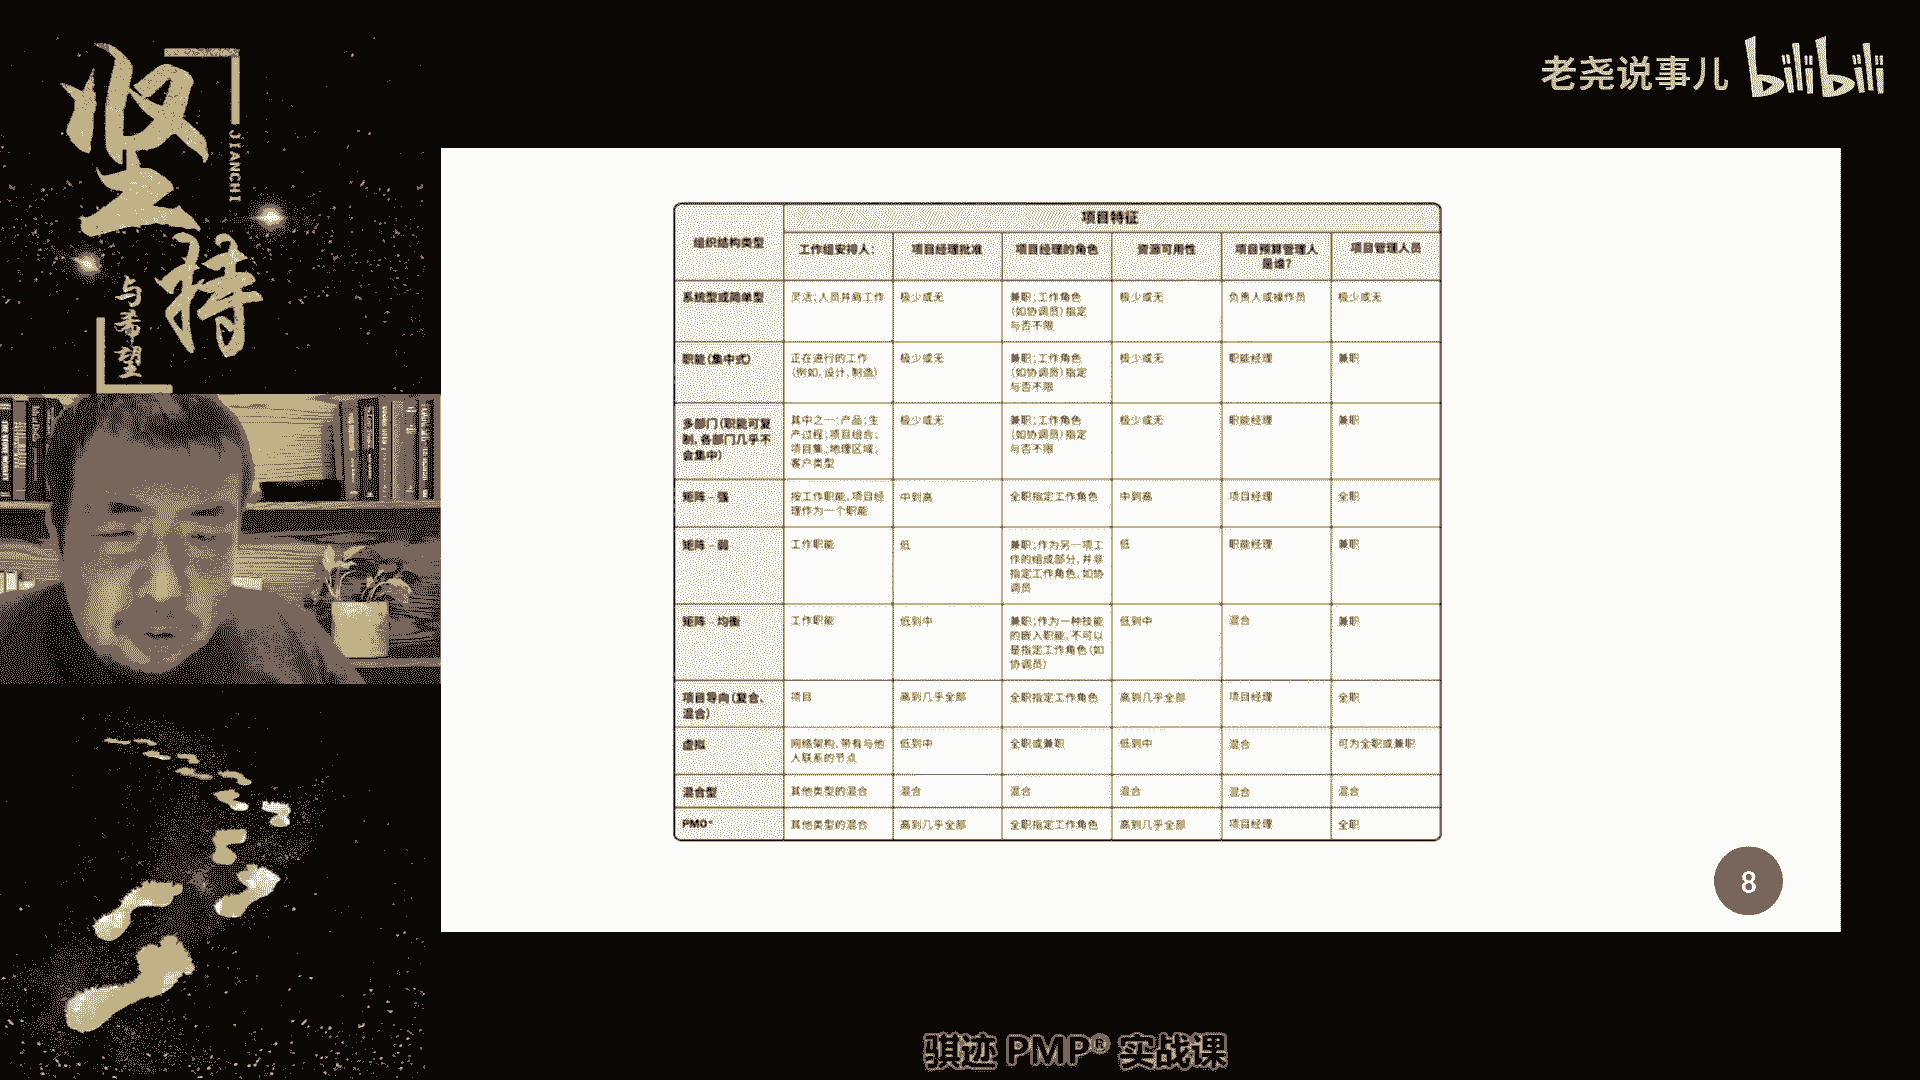 坚持
JIANCHI
与希望
老尧说事儿 bilibili
组织结构类型
项目特征
工作组安排人:
项目经理批准
项目经理的角色
资源可用性
项目预算管理人
是谁?
项目管理人员
系统型或简单型
灵活;人员并肩工作
极少或无
兼职;工作角色
(如协调员)指定
与否不限
极少或无
负责人或操作员
极少或无
职能(集中式)
正在进行的工作
(例如,设计,制造)
极少或无
兼职;工作角色
(如协调员)指定
与否不限
极少或无
职能经理
兼职
多部门(职能可复
制,各部门几乎不
会集中)
其中之一:产品;生
产过程;项目组合;
项目集;地理区域;
客户类型
极少或无
兼职;工作角色
(如协调员)指定
与否不限
极少或无
职能经理
兼职
矩阵 - 强
按工作职能,项目经
理作为一个职能
中到高
全职指定工作角色
中到高
项目经理
全职
矩阵 - 弱
工作职能
低
兼职;作为另一项工
作的组成部分,并非
指定工作角色,如协
调员
低
职能经理
兼职
矩阵 - 均衡
工作职能
低到中
兼职;作为一种技能
的嵌入职能,不可以
是指定工作角色(如
协调员)
低到中
混合
兼职
项目导向(复合、
混合)
项目
高到几乎全部
全职指定工作角色
高到几乎全部
项目经理
全职
虚拟
网络架构,带有与他
人联系的节点
低到中
全职或兼职
低到中
混合
可为全职或兼职
混合型
其他类型的混合
混合
混合
混合
混合
混合
PMO*
其他类型的混合
高到几乎全部
全职指定工作角色
高到几乎全部
项目经理
全职
8
骐迹 PMP® 实战课